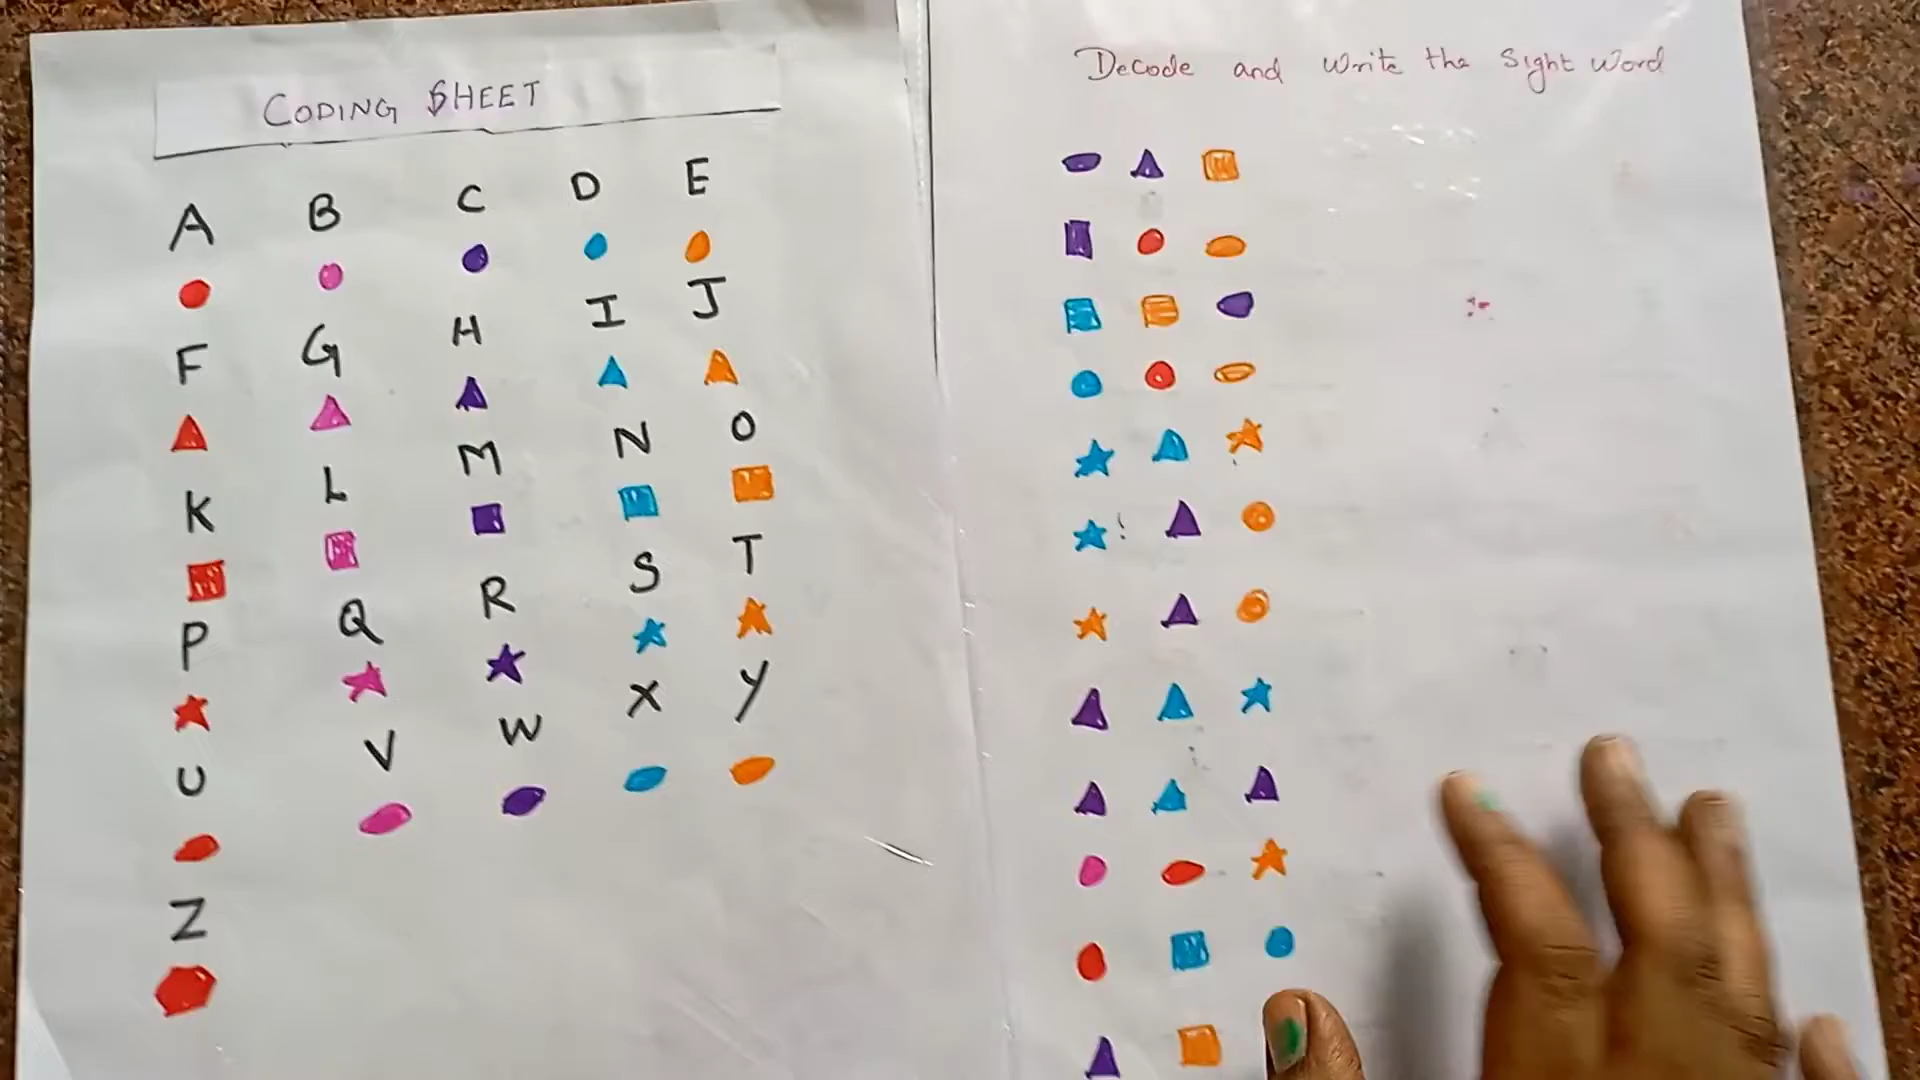 CODING SHEET
A B C D E
F G H I J
K L M N O
P Q R S T
U V W X Y
Z
Decode and Write the Sight Word